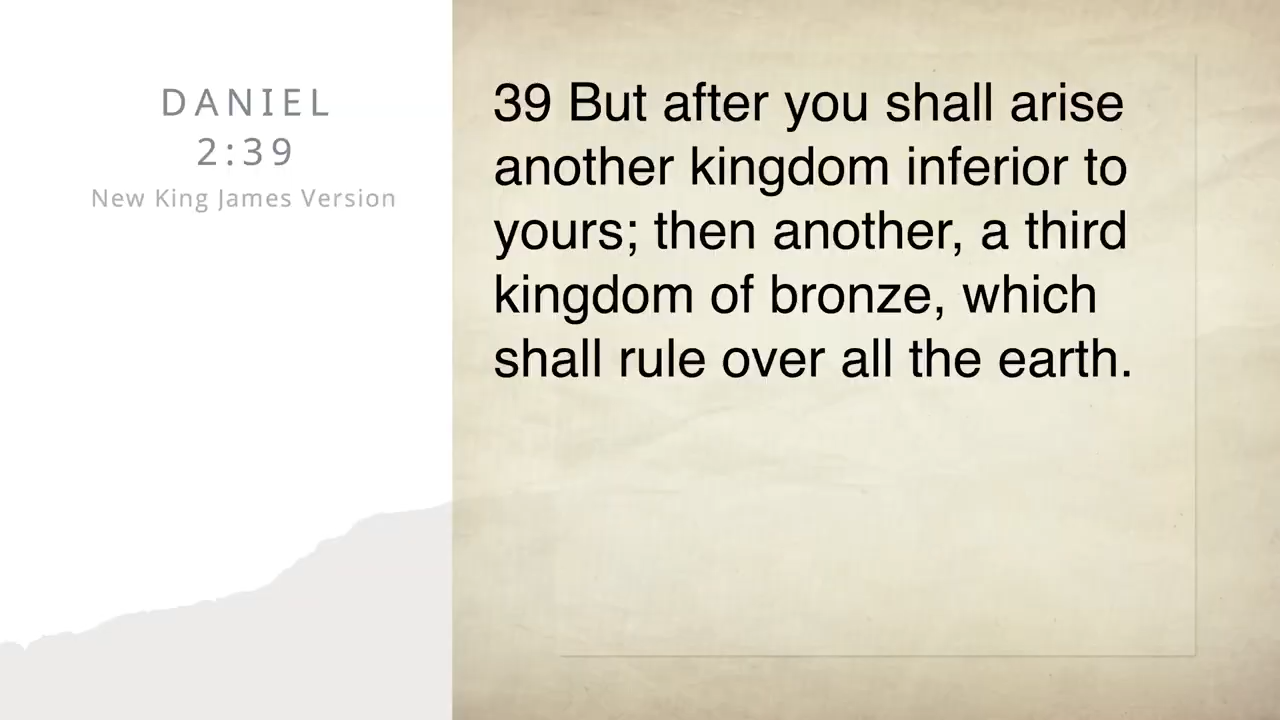 DANIEL
2:39
New King James Version
39 But after you shall arise
another kingdom inferior to
yours; then another, a third
kingdom of bronze, which
shall rule over all the earth.